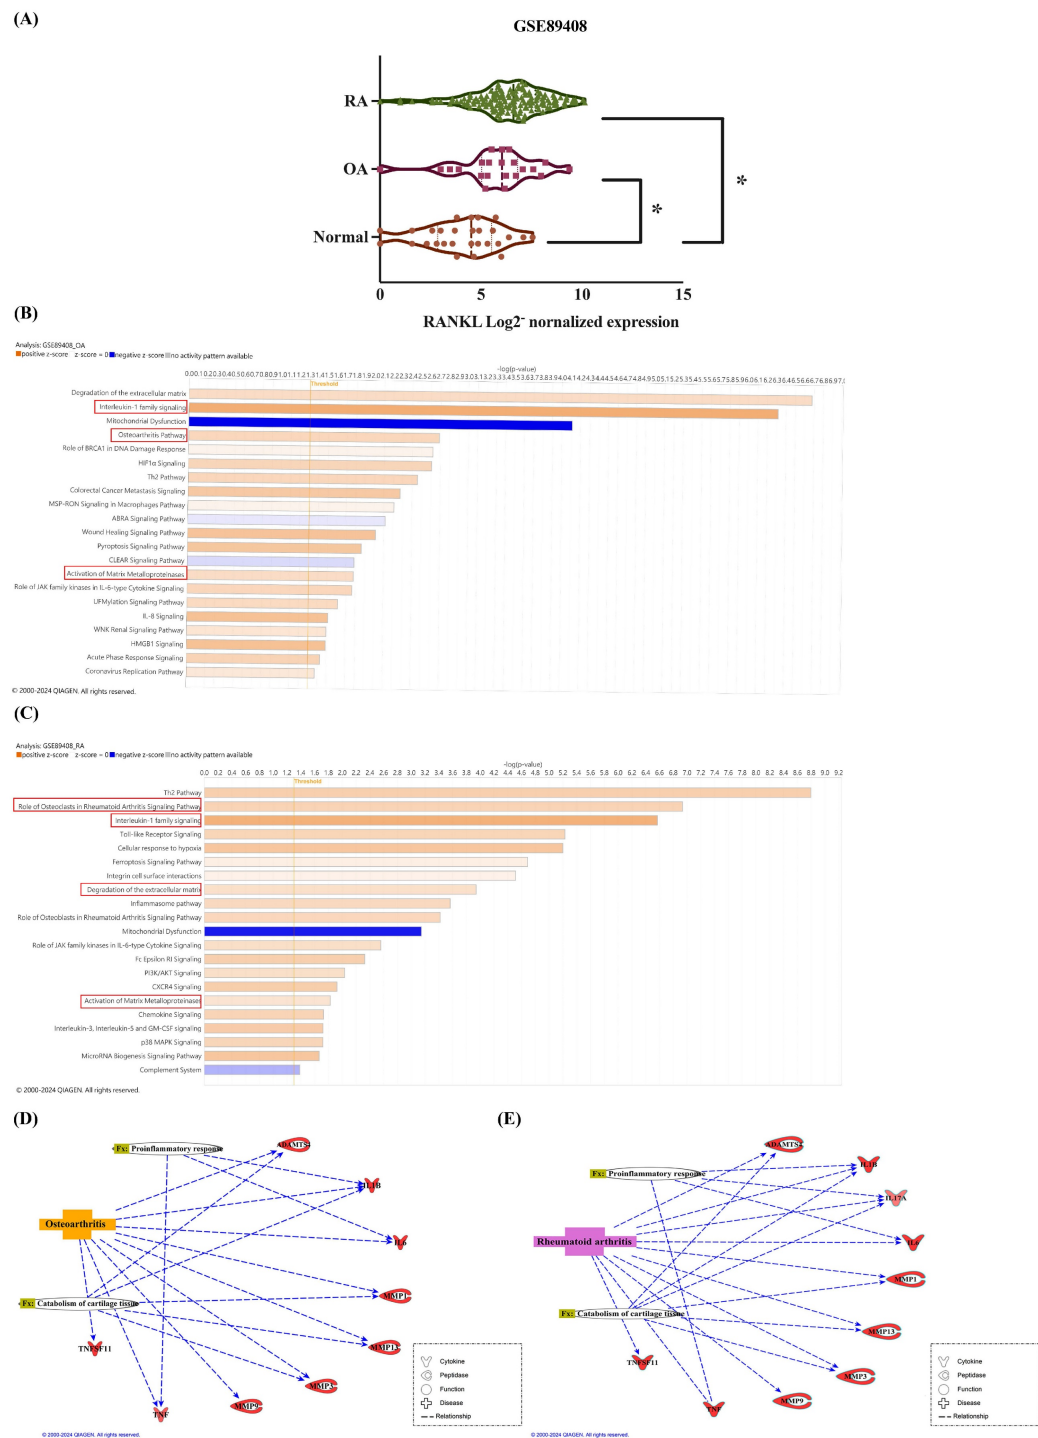 (A)
GSE89408
RA
OA
Normal
*
*
0 5 10 15
RANKL Log2- nornalized expression
(B)
Analysis: GSE89408_OA
positive z-score z-score = 0 negative z-score no activity pattern available
-log(p-value)
Threshold
Degradation of the extracellular matrix
Interleukin-1 family signaling
Mitochondrial Dysfunction
Osteoarthritis Pathway
Role of BRCA1 in DNA Damage Response
HIF1α Signaling
Th2 Pathway
Colorectal Cancer Metastasis Signaling
MSP-RON Signaling in Macrophages Pathway
ABRA Signaling Pathway
Wound Healing Signaling Pathway
Pyroptosis Signaling Pathway
CLEAR Signaling Pathway
Activation of Matrix Metalloproteinases
Role of JAK family kinases in IL-6-type Cytokine Signaling
UFMylation Signaling Pathway
IL-8 Signaling
WNK Renal Signaling Pathway
HMGB1 Signaling
Acute Phase Response Signaling
Coronavirus Replication Pathway
© 2000-2024 QIAGEN. All rights reserved.
(C)
Analysis: GSE89408_RA
positive z-score z-score = 0 negative z-score no activity pattern available
-log(p-value)
0.0 0.2 0.4 0.6 0.8 1.0 1.2 1.4 1.6 1.8 2.0 2.2 2.4 2.6 2.8 3.0 3.2 3.4 3.6 3.8 4.0 4.2 4.4 4.6 4.8 5.0 5.2 5.4 5.6 5.8 6.0 6.2 6.4 6.6 6.8 7.0 7.2 7.4 7.6 7.8 8.0 8.2 8.4 8.6 8.8 9.0 9.2
Threshold
Th2 Pathway
Role of Osteoclasts in Rheumatoid Arthritis Signaling Pathway
Interleukin-1 family signaling
Toll-like Receptor Signaling
Cellular response to hypoxia
Ferroptosis Signaling Pathway
Integrin cell surface interactions
Degradation of the extracellular matrix
Inflammasome pathway
Role of Osteoblasts in Rheumatoid Arthritis Signaling Pathway
Mitochondrial Dysfunction
Role of JAK family kinases in IL-6-type Cytokine Signaling
Fc Epsilon RI Signaling
PI3K/AKT Signaling
CXCR4 Signaling
Activation of Matrix Metalloproteinases
Chemokine Signaling
Interleukin-3, Interleukin-5 and GM-CSF signaling
p38 MAPK Signaling
MicroRNA Biogenesis Signaling Pathway
Complement System
© 2000-2024 QIAGEN. All rights reserved.
(D)
Fx: Proinflammatory response
IL1B
Osteoarthritis
IL6
MMP1
Fx: Catabolism of cartilage tissue
MMP13
TNFSF11
MMP3
MMP9
TNF
Cytokine
Peptidase
Function
Disease
Relationship
© 2000-2024 QIAGEN. All rights reserved.
(E)
Fx: Proinflammatory response
IL1B
IL17A
Rheumatoid arthritis
IL6
MMP1
Fx: Catabolism of cartilage tissue
MMP13
TNFSF11
MMP3
MMP9
TNF
Cytokine
Peptidase
Function
Disease
Relationship
© 2000-2024 QIAGEN. All rights reserved.